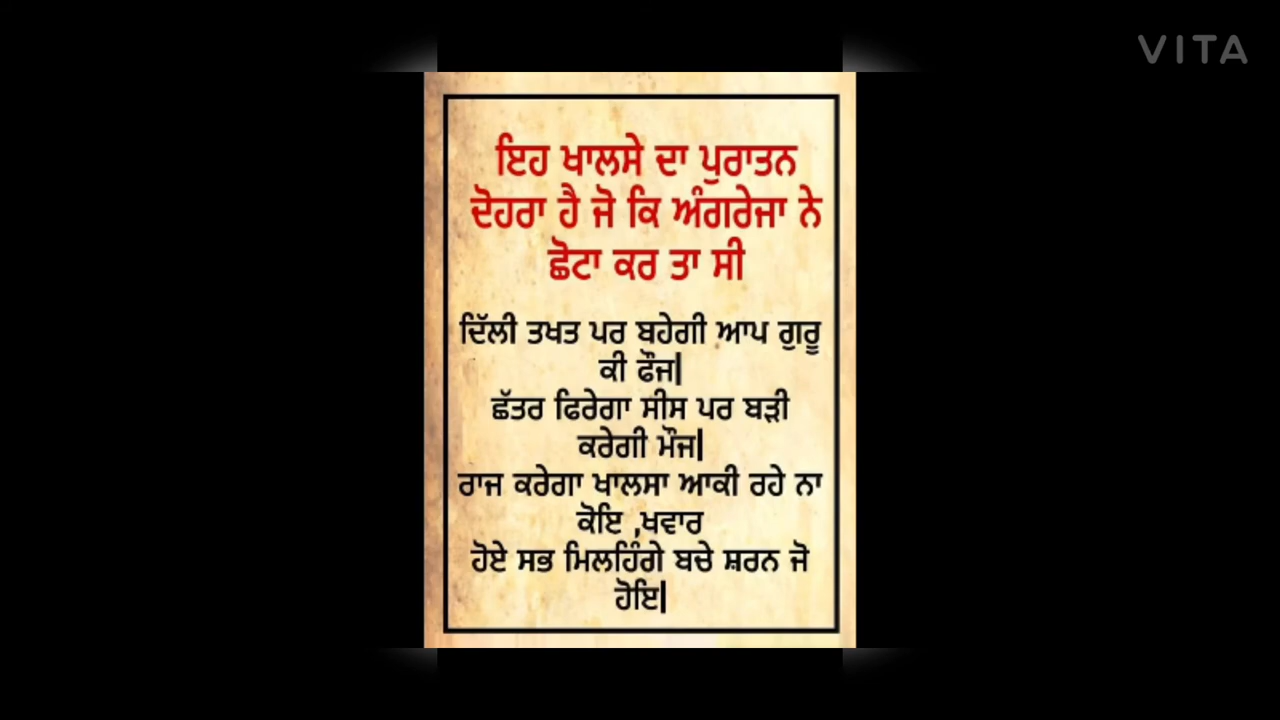 VITA
ਇਹ ਖਾਲਸੇ ਦਾ ਪੁਰਾਤਨ
ਦੋਹਰਾ ਹੈ ਜੋ ਕਿ ਅੰਗਰੇਜਾ ਨੇ
ਛੋਟਾ ਕਰ ਤਾ ਸੀ
ਦਿੱਲੀ ਤਖਤ ਪਰ ਬਹੇਗੀ ਆਪ ਗੁਰੂ
ਕੀ ਫੌਜ|
ਛੱਤਰ ਫਿਰੇਗਾ ਸੀਸ ਪਰ ਬੜੀ
ਕਰੇਗੀ ਮੌਜ|
ਰਾਜ ਕਰੇਗਾ ਖਾਲਸਾ ਆਕੀ ਰਹੇ ਨਾ
ਕੋਇ ,ਖਵਾਰ
ਹੋਏ ਸਭ ਮਿਲਹਿੰਗੇ ਬਚੇ ਸ਼ਰਨ ਜੋ
ਹੋਇ|